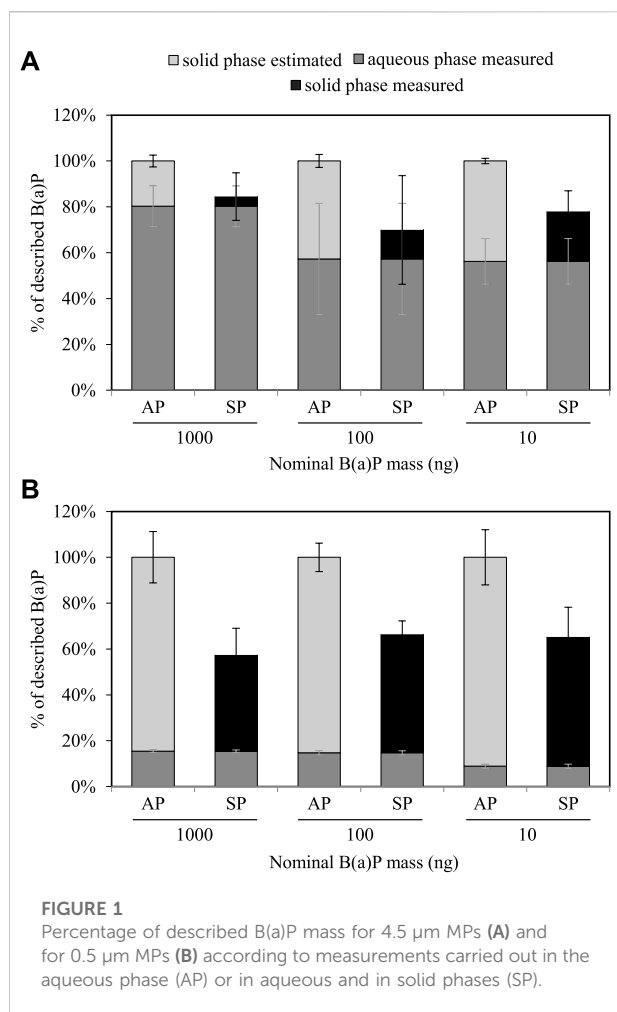 A
solid phase estimated aqueous phase measured
solid phase measured
120%
100%
80%
60%
40%
20%
0%
% of described B(a)P
AP SP AP SP AP SP
1000 100 10
Nominal B(a)P mass (ng)
B
120%
100%
80%
60%
40%
20%
0%
% of described B(a)P
AP SP AP SP AP SP
1000 100 10
Nominal B(a)P mass (ng)
FIGURE 1
Percentage of described B(a)P mass for 4.5 µm MPs (A) and
for 0.5 µm MPs (B) according to measurements carried out in the
aqueous phase (AP) or in aqueous and in solid phases (SP).